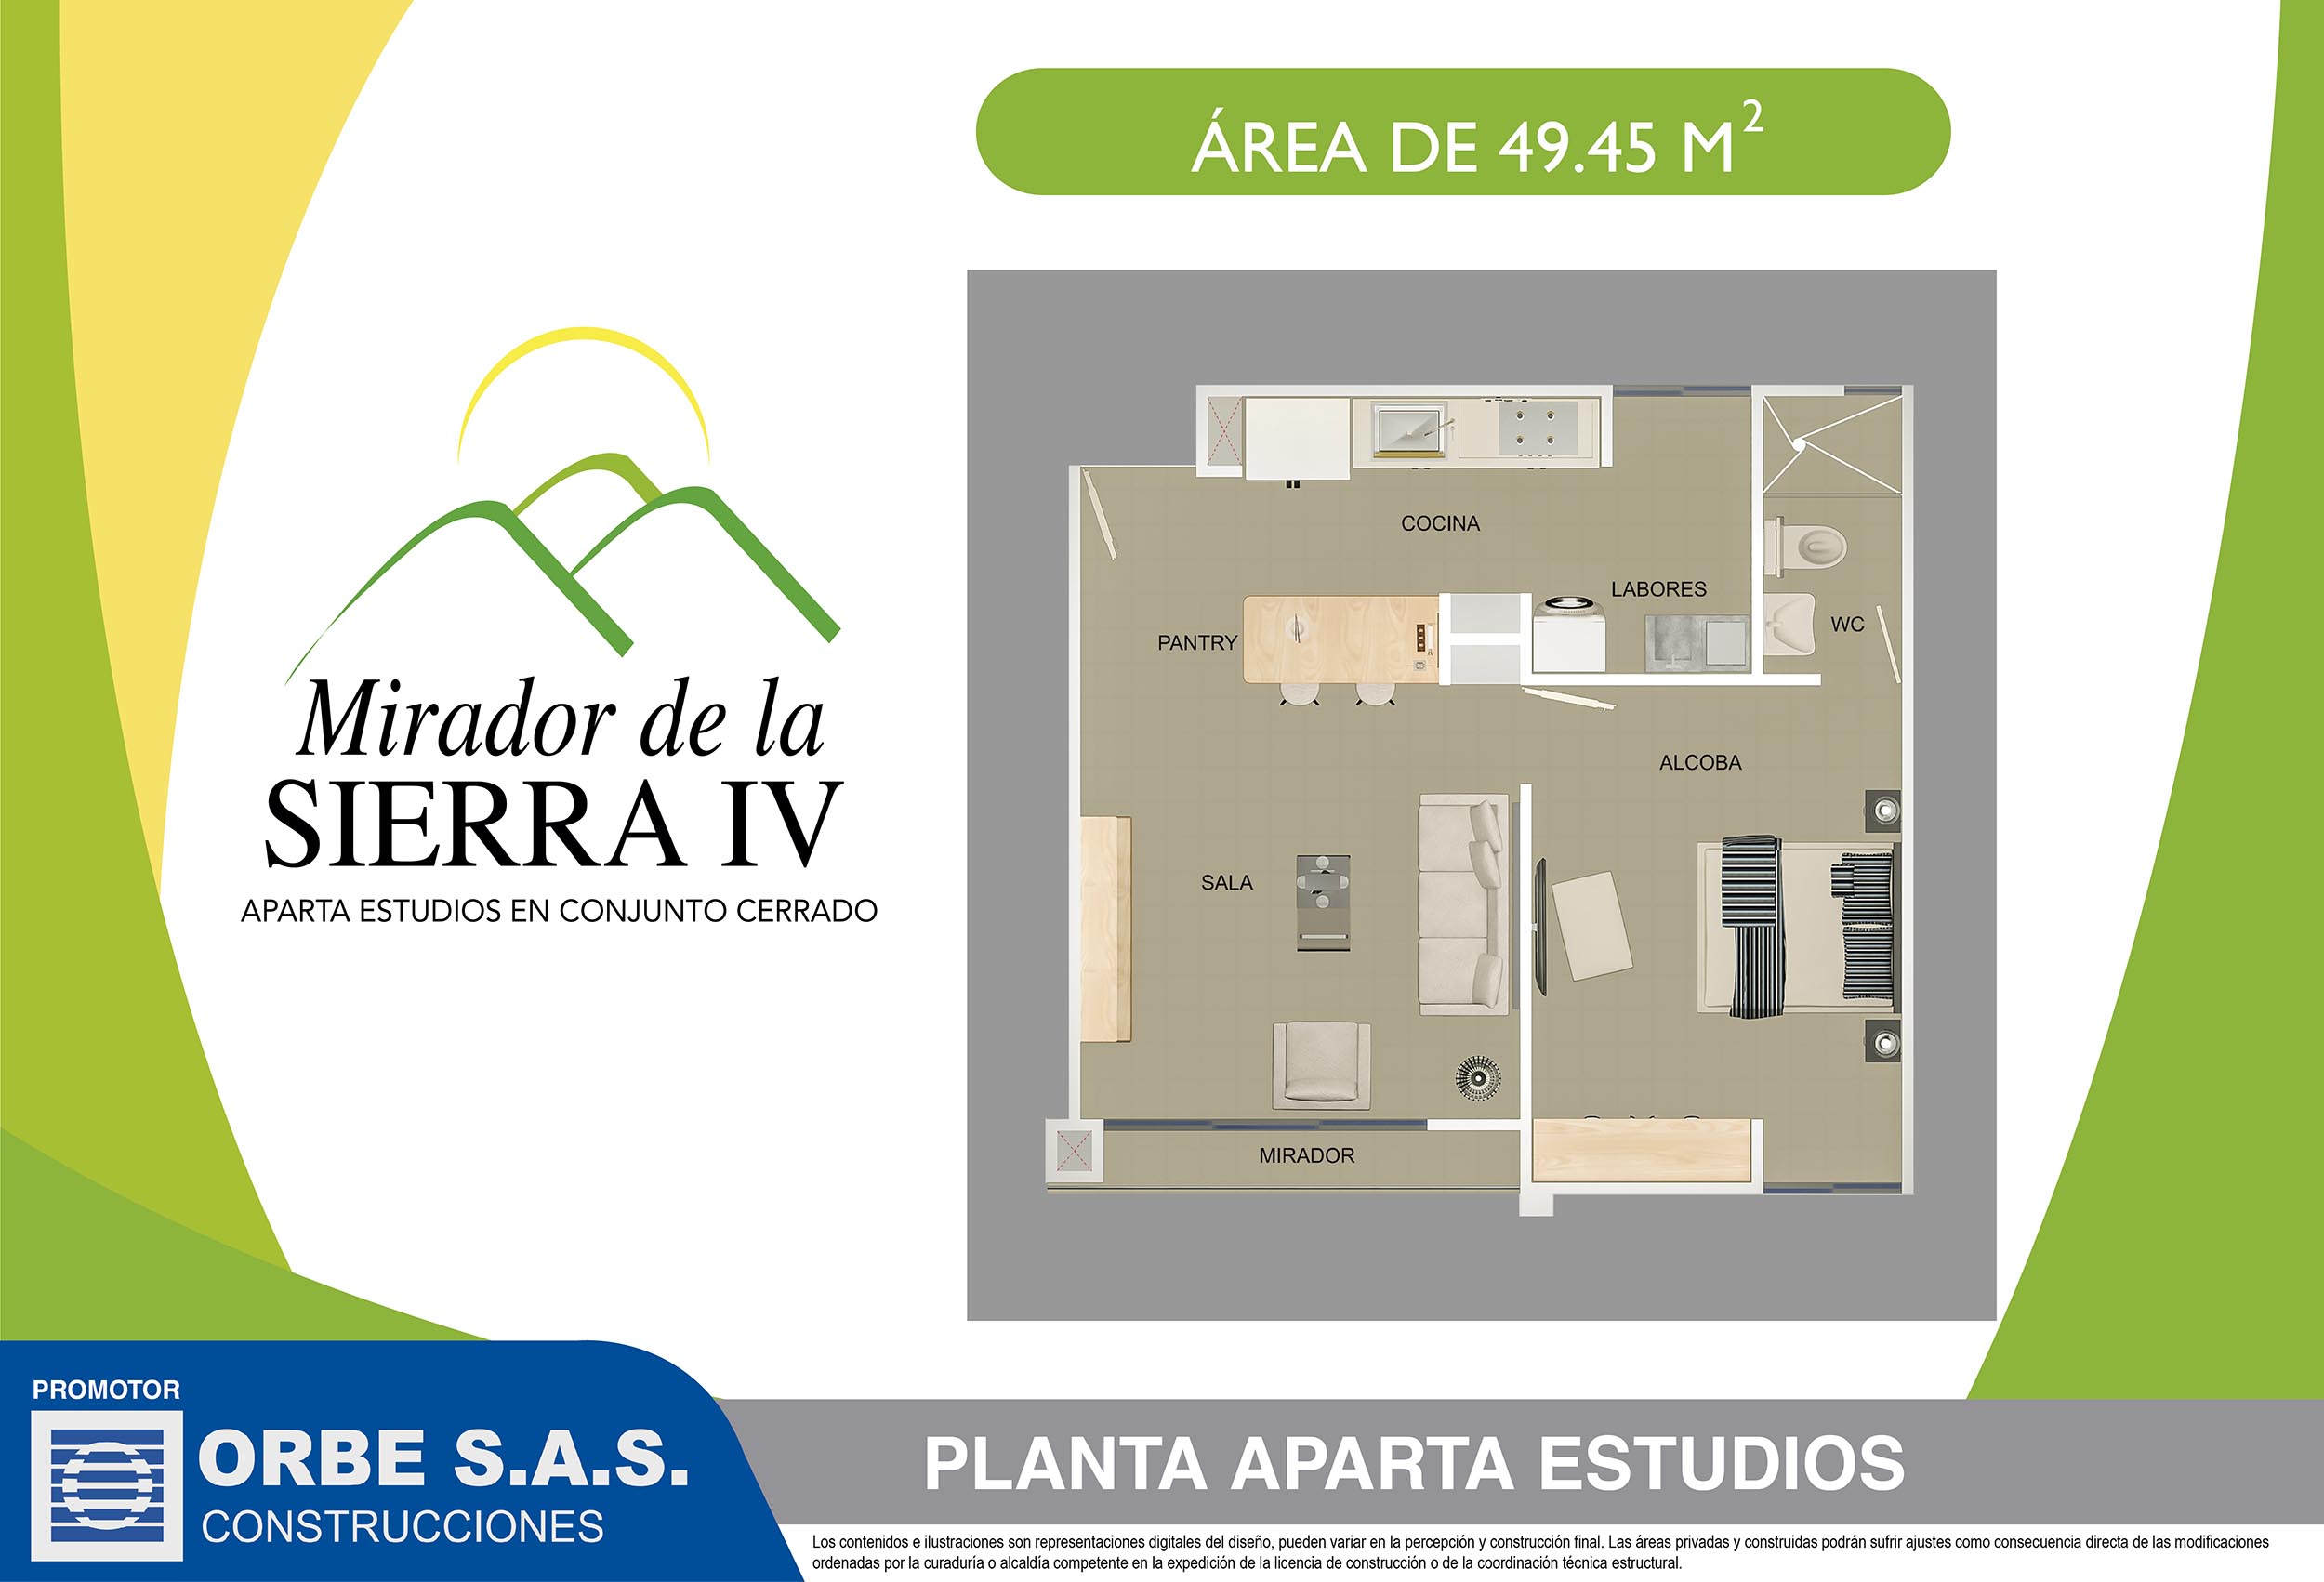 ÁREA DE 49.45 M²
Mirador de la
SIERRA IV
APARTA ESTUDIOS EN CONJUNTO CERRADO
COCINA
LABORES
PANTRY
WC
ALCOBA
SALA
MIRADOR
PROMOTOR
ORBE S.A.S.
CONSTRUCCIONES
PLANTA APARTA ESTUDIOS
Los contenidos e ilustraciones son representaciones digitales del diseño, pueden variar en la percepción y construcción final. Las áreas privadas y construidas podrán sufrir ajustes como consecuencia directa de las modificaciones
ordenadas por la curaduría o alcaldía competente en la expedición de la licencia de construcción o de la coordinación técnica estructural.